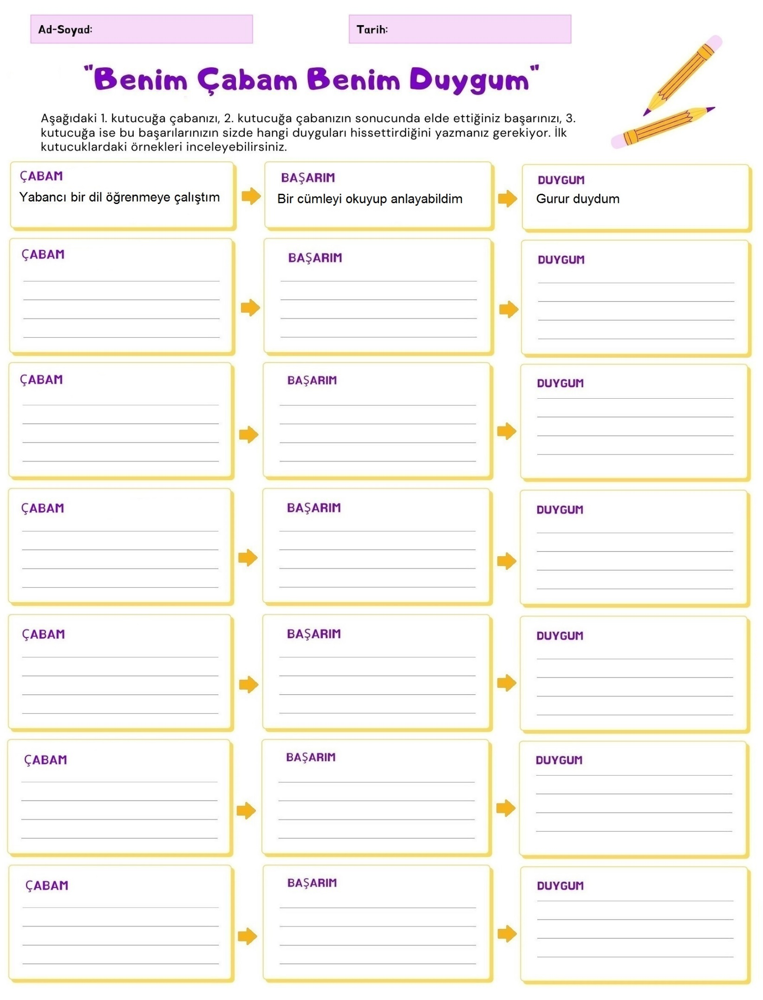 Ad-Soyad:
Tarih:
"Benim Çabam Benim Duygum"
Aşağıdaki 1. kutucuğa çabanızı, 2. kutucuğa çabanızın sonucunda elde ettiğiniz başarınızı, 3.
kutucuğa ise bu başarılarınızın sizde hangi duyguları hissettirdiğini yazmanız gerekiyor. İlk
kutucuklardaki örnekleri inceleyebilirsiniz.
ÇABAM
Yabancı bir dil öğrenmeye çalıştım
BAŞARIM
Bir cümleyi okuyup anlayabildim
DUYGUM
Gurur duydum
ÇABAM
BAŞARIM
DUYGUM
ÇABAM
BAŞARIM
DUYGUM
ÇABAM
BAŞARIM
DUYGUM
ÇABAM
BAŞARIM
DUYGUM
ÇABAM
BAŞARIM
DUYGUM
ÇABAM
BAŞARIM
DUYGUM